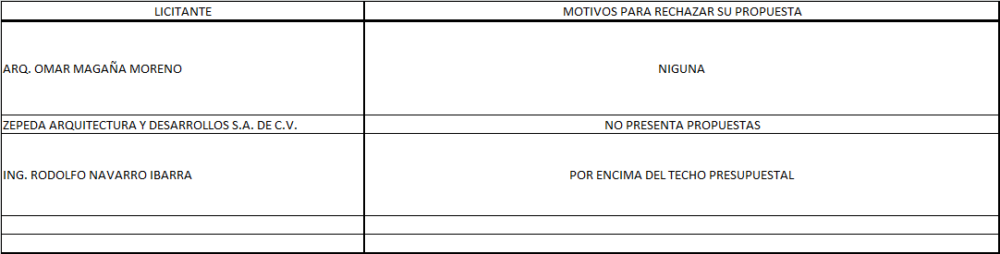 LICITANTE MOTIVOS PARA RECHAZAR SU PROPUESTA
ARQ. OMAR MAGAÑA MORENO NIGUNA
ZEPEDA ARQUITECTURA Y DESARROLLOS S.A. DE C.V. NO PRESENTA PROPUESTAS
ING. RODOLFO NAVARRO IBARRA POR ENCIMA DEL TECHO PRESUPUESTAL